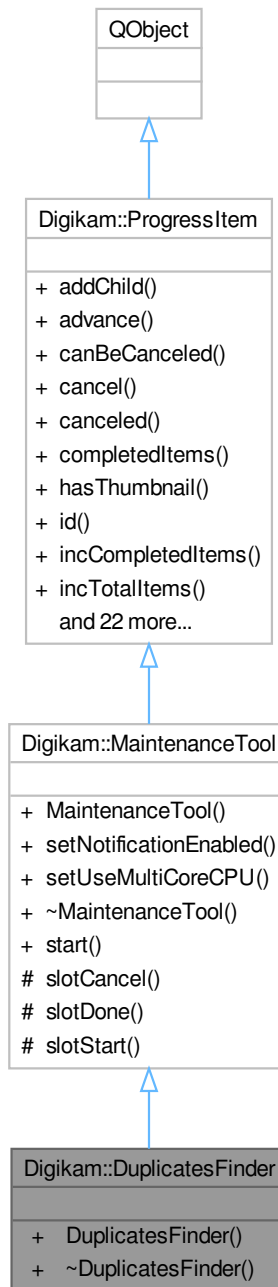 QObject
Digikam::ProgressItem
+ addChild()
+ advance()
+ canBeCanceled()
+ cancel()
+ canceled()
+ completedItems()
+ hasThumbnail()
+ id()
+ incCompletedItems()
+ incTotalItems()
and 22 more...
Digikam::MaintenanceTool
+ MaintenanceTool()
+ setNotificationEnabled()
+ setUseMultiCoreCPU()
+ ~MaintenanceTool()
+ start()
# slotCancel()
# slotDone()
# slotStart()
Digikam::DuplicatesFinder
+ DuplicatesFinder()
+ ~DuplicatesFinder()